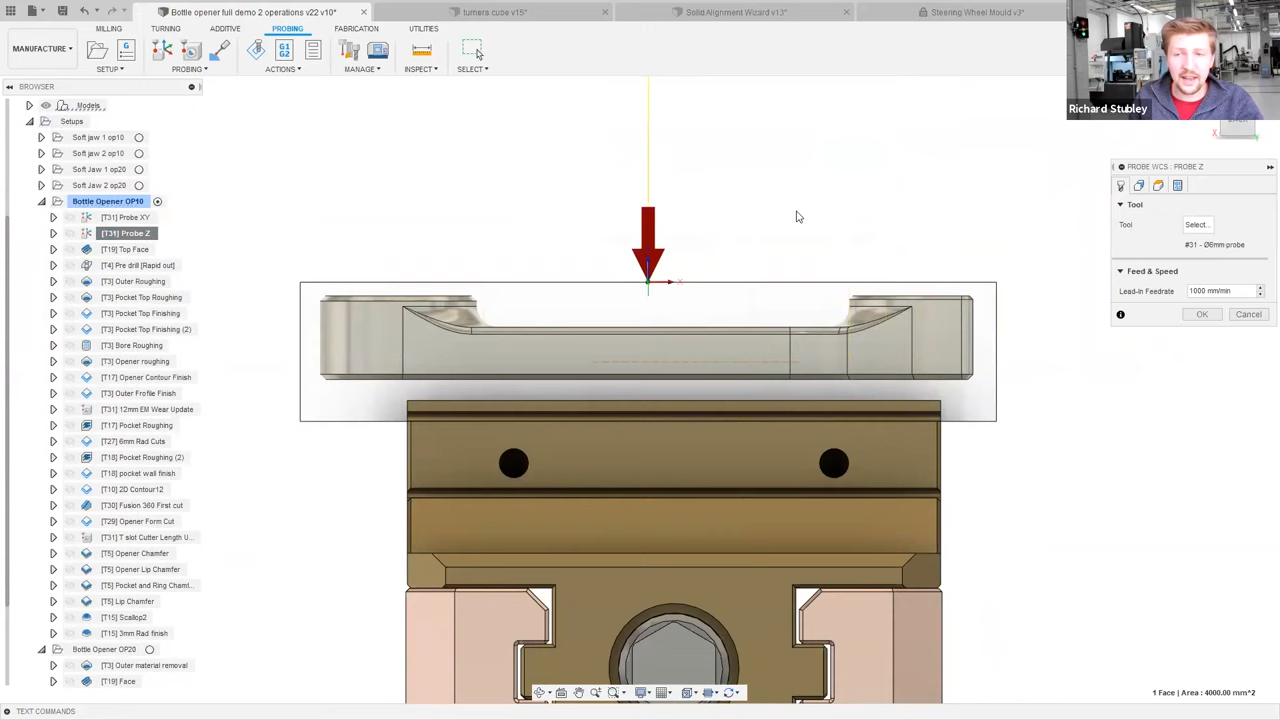 Bottle opener full demo 2 operations v22 v10*
turners cube v15*
Solid Alignment Wizard v13*
Steering Wheel Mould v3*
MILLING
TURNING
ADDITIVE
PROBING
FABRICATION
UTILITIES
MANUFACTURE
SETUP
PROBING
G1
G2
ACTIONS
MANAGE
INSPECT
SELECT
Richard Stubley
BROWSER
Models
Setups
Soft jaw 1 op10
Soft jaw 2 op10
Soft Jaw 1 op20
Soft Jaw 2 op20
Bottle Opener OP10
[T31] Probe XY
[T31] Probe Z
[T19] Top Face
[T4] Pre drill [Rapid out]
[T3] Outer Roughing
[T3] Pocket Top Roughing
[T3] Pocket Top Finishing
[T3] Pocket Top Finishing (2)
[T3] Bore Roughing
[T3] Opener roughing
[T17] Opener Contour Finish
[T3] Outer Frofile Finish
[T31] 12mm EM Wear Update
[T17] Pocket Roughing
[T27] 6mm Rad Cuts
[T18] Pocket Roughing (2)
[T18] pocket wall finish
[T10] 2D Contour12
[T30] Fusion 360 First cut
[T29] Opener Form Cut
[T31] T slot Cutter Length U...
[T5] Opener Chamfer
[T5] Opener Lip Chamfer
[T5] Pocket and Ring Chamf...
[T5] Lip Chamfer
[T15] Scallop2
[T15] 3mm Rad finish
Bottle Opener OP20
[T3] Outer material removal
[T19] Face
X
X
PROBE WCS : PROBE Z
Tool
Tool
Select...
#31 - Ø6mm probe
Feed & Speed
Lead-in Feedrate
1000 mm/min
OK
Cancel
1 Face | Area : 4000.00 mm^2
TEXT COMMANDS